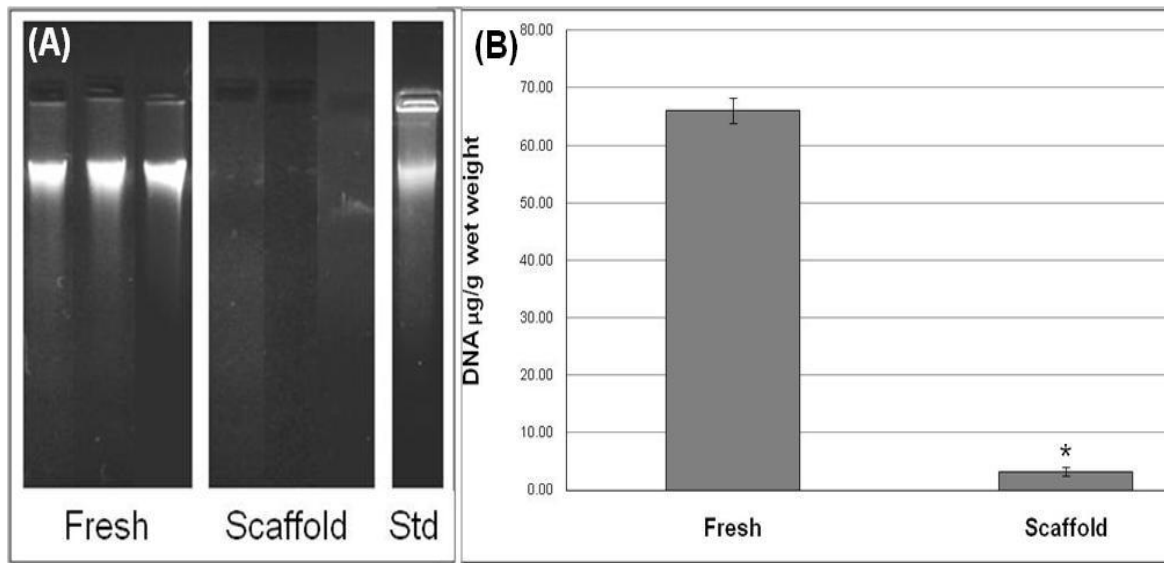 (A)
Fresh
Scaffold
Std
(B)
DNA µg/g wet weight
80.00
70.00
60.00
50.00
40.00
30.00
20.00
10.00
0.00
*
Fresh
Scaffold